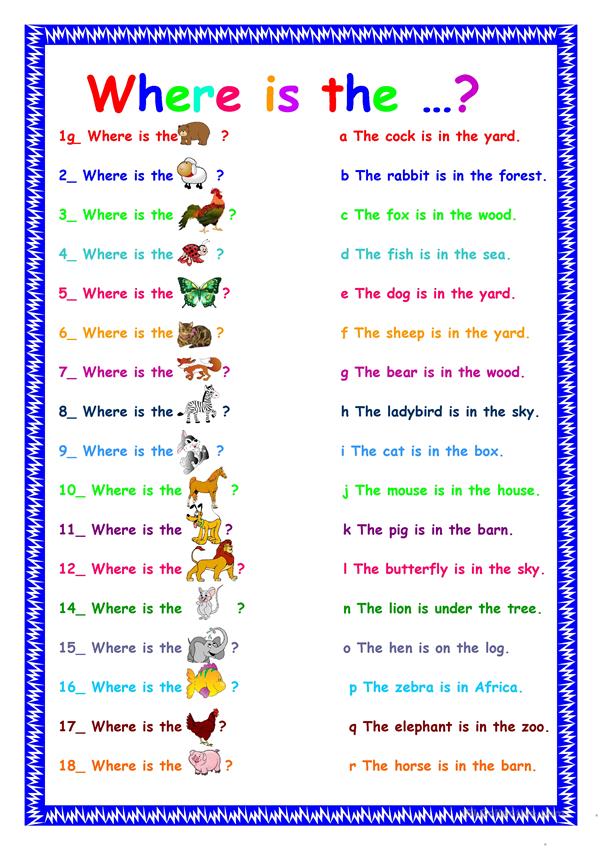 Where is the ...?
1g_ Where is the ?
a The cock is in the yard.
2_ Where is the ?
b The rabbit is in the forest.
3_ Where is the ?
c The fox is in the wood.
4_ Where is the ?
d The fish is in the sea.
5_ Where is the ?
e The dog is in the yard.
6_ Where is the ?
f The sheep is in the yard.
7_ Where is the ?
g The bear is in the wood.
8_ Where is the ?
h The ladybird is in the sky.
9_ Where is the ?
i The cat is in the box.
10_ Where is the ?
j The mouse is in the house.
11_ Where is the ?
k The pig is in the barn.
12_ Where is the ?
l The butterfly is in the sky.
14_ Where is the ?
n The lion is under the tree.
15_ Where is the ?
o The hen is on the log.
16_ Where is the ?
p The zebra is in Africa.
17_ Where is the ?
q The elephant is in the zoo.
18_ Where is the ?
r The horse is in the barn.